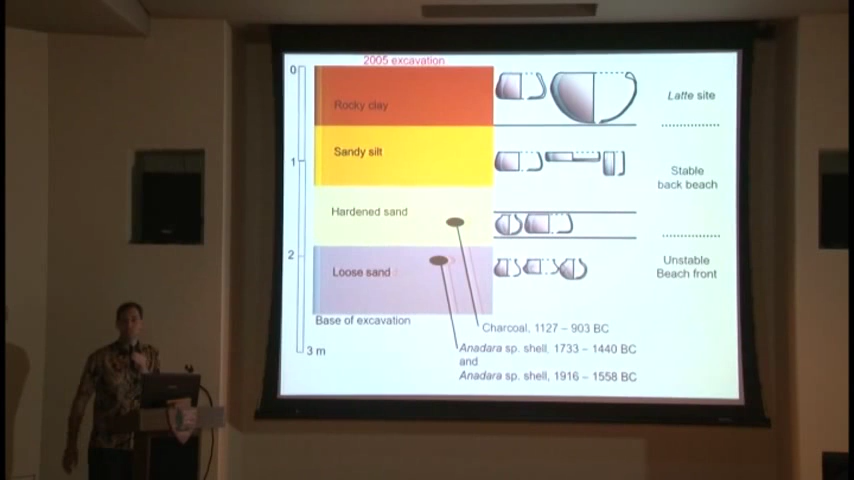 2005 excavation
0
Rocky clay
Latte site
Sandy silt
1
Stable
back beach
Hardened sand
2
Unstable
Beach front
Loose sand
Base of excavation
Charcoal, 1127 – 903 BC
3 m
Anadara sp. shell, 1733 – 1440 BC
and
Anadara sp. shell, 1916 – 1558 BC